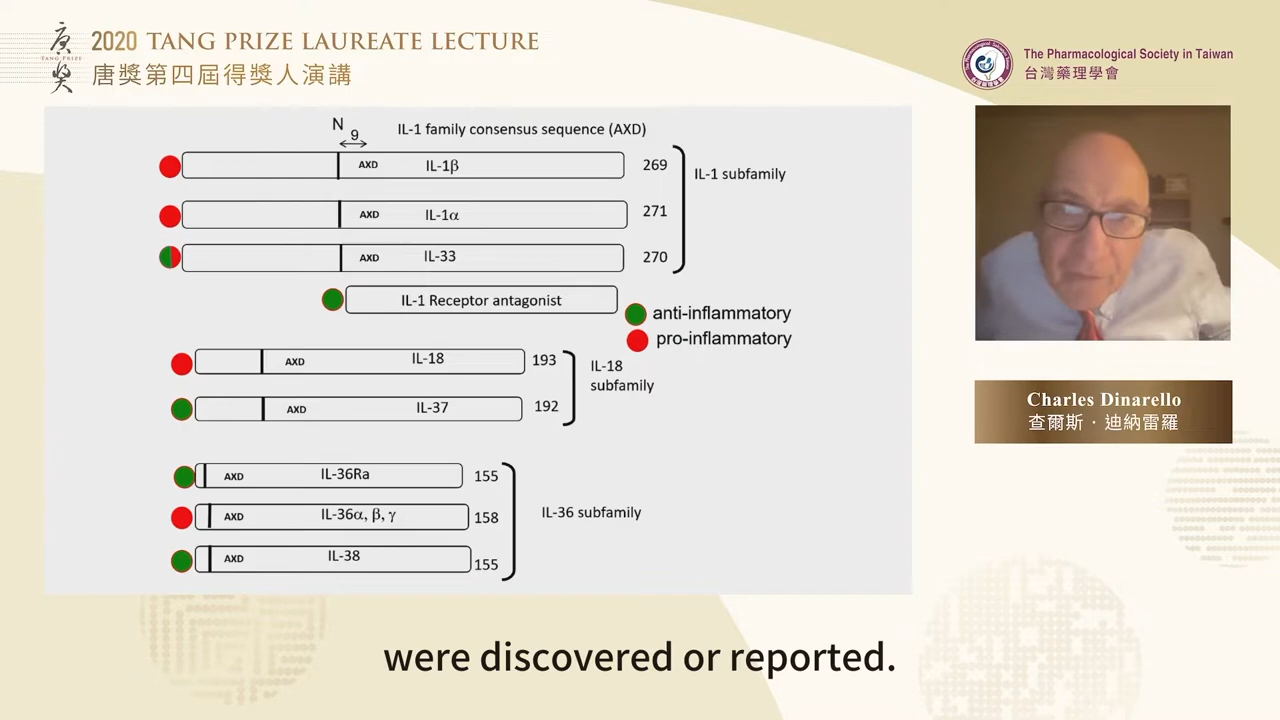 唐獎
TANG PRIZE
2020 TANG PRIZE LAUREATE LECTURE
唐獎第四屆得獎人演講
The Pharmacological Society in Taiwan
台灣藥理學會
N
9
IL-1 family consensus sequence (AXD)
AXD IL-1β 269
IL-1 subfamily
AXD IL-1α 271
AXD IL-33 270
IL-1 Receptor antagonist
anti-inflammatory
pro-inflammatory
AXD IL-18 193
IL-18
subfamily
AXD IL-37 192
AXD IL-36Ra 155
AXD IL-36α, β, γ 158
IL-36 subfamily
AXD IL-38 155
Charles Dinarello
查爾斯・迪納雷羅
were discovered or reported.